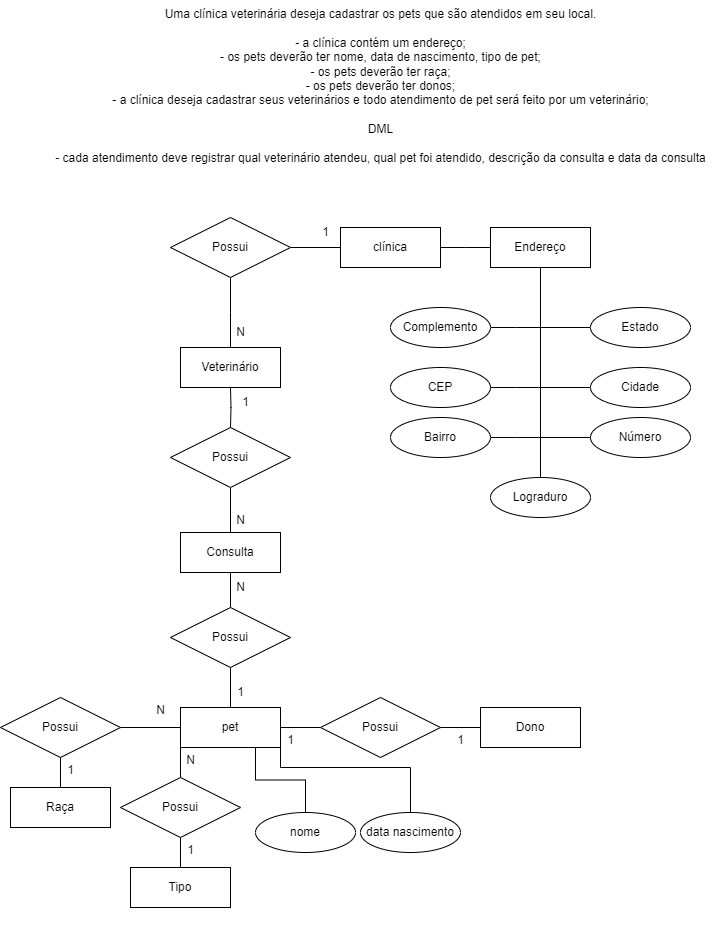 Uma clínica veterinária deseja cadastrar os pets que são atendidos em seu local.
- a clínica contém um endereço;
- os pets deverão ter nome, data de nascimento, tipo de pet;
- os pets deverão ter raça;
- os pets deverão ter donos;
- a clínica deseja cadastrar seus veterinários e todo atendimento de pet será feito por um veterinário;
DML
- cada atendimento deve registrar qual veterinário atendeu, qual pet foi atendido, descrição da consulta e data da consulta
Possui
1
clínica
Endereço
N
Complemento
Estado
Veterinário
CEP
Cidade
1
Bairro
Número
Possui
Lograduro
N
Consulta
N
Possui
1
N
Possui
pet
Possui
Dono
1
1
N
1
Raça
Possui
nome
data nascimento
1
Tipo